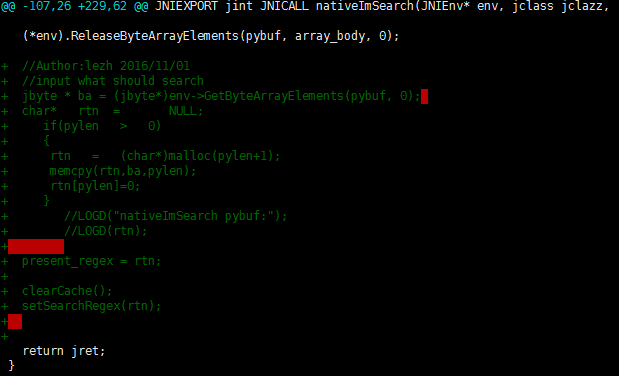 @@ -107,26 +229,62 @@ JNIEXPORT jint JNICALL nativeImSearch(JNIEnv* env, jclass jclazz,
(*env).ReleaseByteArrayElements(pybuf, array_body, 0);
+ //Author:lezh 2016/11/01
+ //input what should search
+ jbyte * ba = (jbyte*)env->GetByteArrayElements(pybuf, 0);
+ char* rtn = NULL;
+ if(pylen > 0)
+ {
+ rtn = (char*)malloc(pylen+1);
+ memcpy(rtn,ba,pylen);
+ rtn[pylen]=0;
+ }
+ //LOGD("nativeImSearch pybuf:");
+ //LOGD(rtn);
+
+ present_regex = rtn;
+
+ clearCache();
+ setSearchRegex(rtn);
+
+
return jret;
}